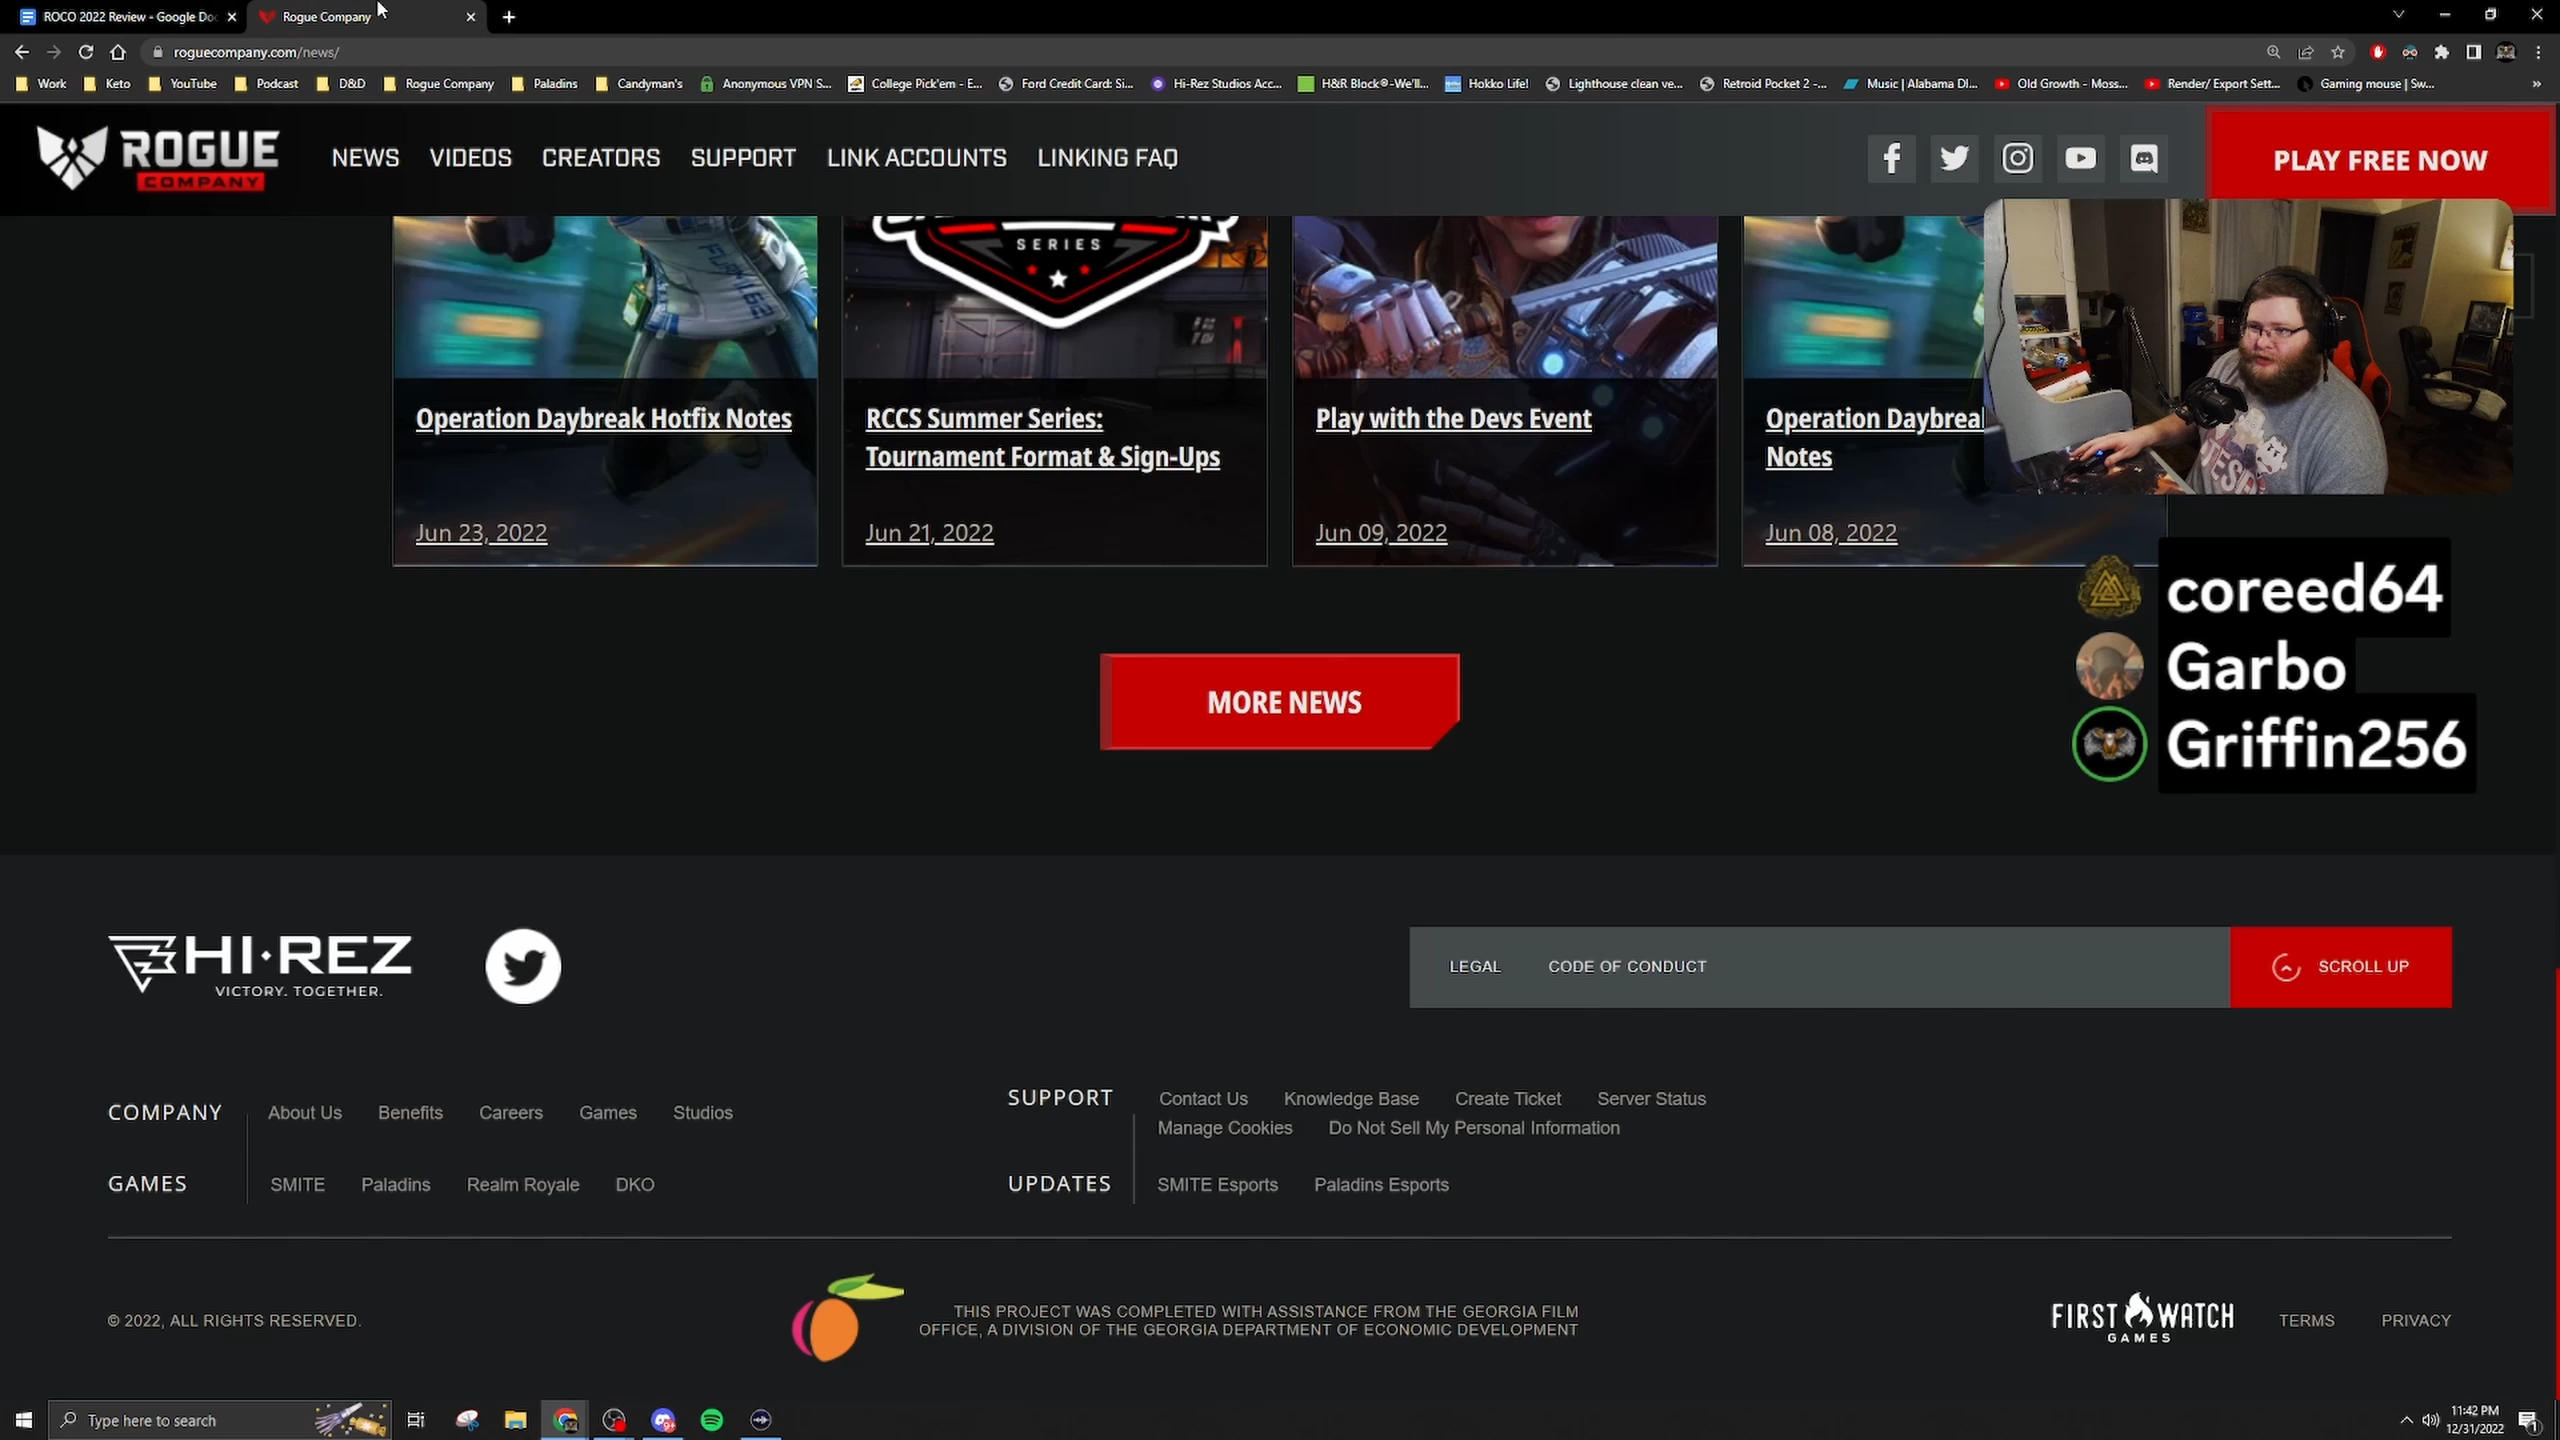 ROCO 2022 Review - Google Doc
Rogue Company
roguecompany.com/news/
Work
Keto
YouTube
Podcast
D&D
Rogue Company
Paladins
Candyman's
Anonymous VPN S...
College Pick'em - E...
Ford Credit Card: Si...
Hi-Rez Studios Acc...
H&R Block®-We'll...
Hokko Life!
Lighthouse clean ve...
Retroid Pocket 2 -...
Music | Alabama Di...
Old Growth - Moss...
Render/ Export Sett...
Gaming mouse | Sw...
»
ROGUE
COMPANY
NEWS
VIDEOS
CREATORS
SUPPORT
LINK ACCOUNTS
LINKING FAQ
PLAY FREE NOW
SERIES
Operation Daybreak Hotfix Notes
Jun 23, 2022
RCCS Summer Series:
Tournament Format & Sign-Ups
Jun 21, 2022
Play with the Devs Event
Jun 09, 2022
Operation Daybreak
Notes
Jun 08, 2022
coreed64
Garbo
Griffin256
MORE NEWS
HI-REZ
VICTORY. TOGETHER.
LEGAL
CODE OF CONDUCT
SCROLL UP
COMPANY
About Us
Benefits
Careers
Games
Studios
SUPPORT
Contact Us
Knowledge Base
Create Ticket
Server Status
Manage Cookies
Do Not Sell My Personal Information
GAMES
SMITE
Paladins
Realm Royale
DKO
UPDATES
SMITE Esports
Paladins Esports
© 2022, ALL RIGHTS RESERVED.
THIS PROJECT WAS COMPLETED WITH ASSISTANCE FROM THE GEORGIA FILM
OFFICE, A DIVISION OF THE GEORGIA DEPARTMENT OF ECONOMIC DEVELOPMENT
FIRST WATCH
GAMES
TERMS
PRIVACY
Type here to search
11:42 PM
12/31/2022